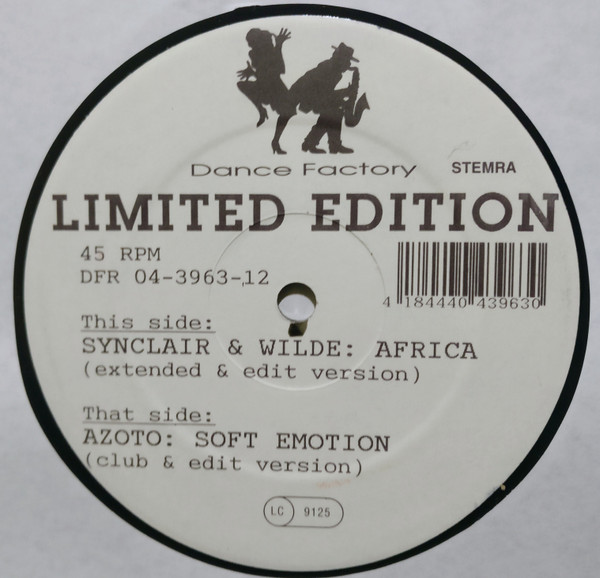 Dance Factory STEMRA
LIMITED EDITION
45 RPM
DFR 04-3963-12
4 184440 439630
This side:
SYNCLAIR & WILDE: AFRICA
(extended & edit version)
That side:
AZOTO: SOFT EMOTION
(club & edit version)
LC 9125